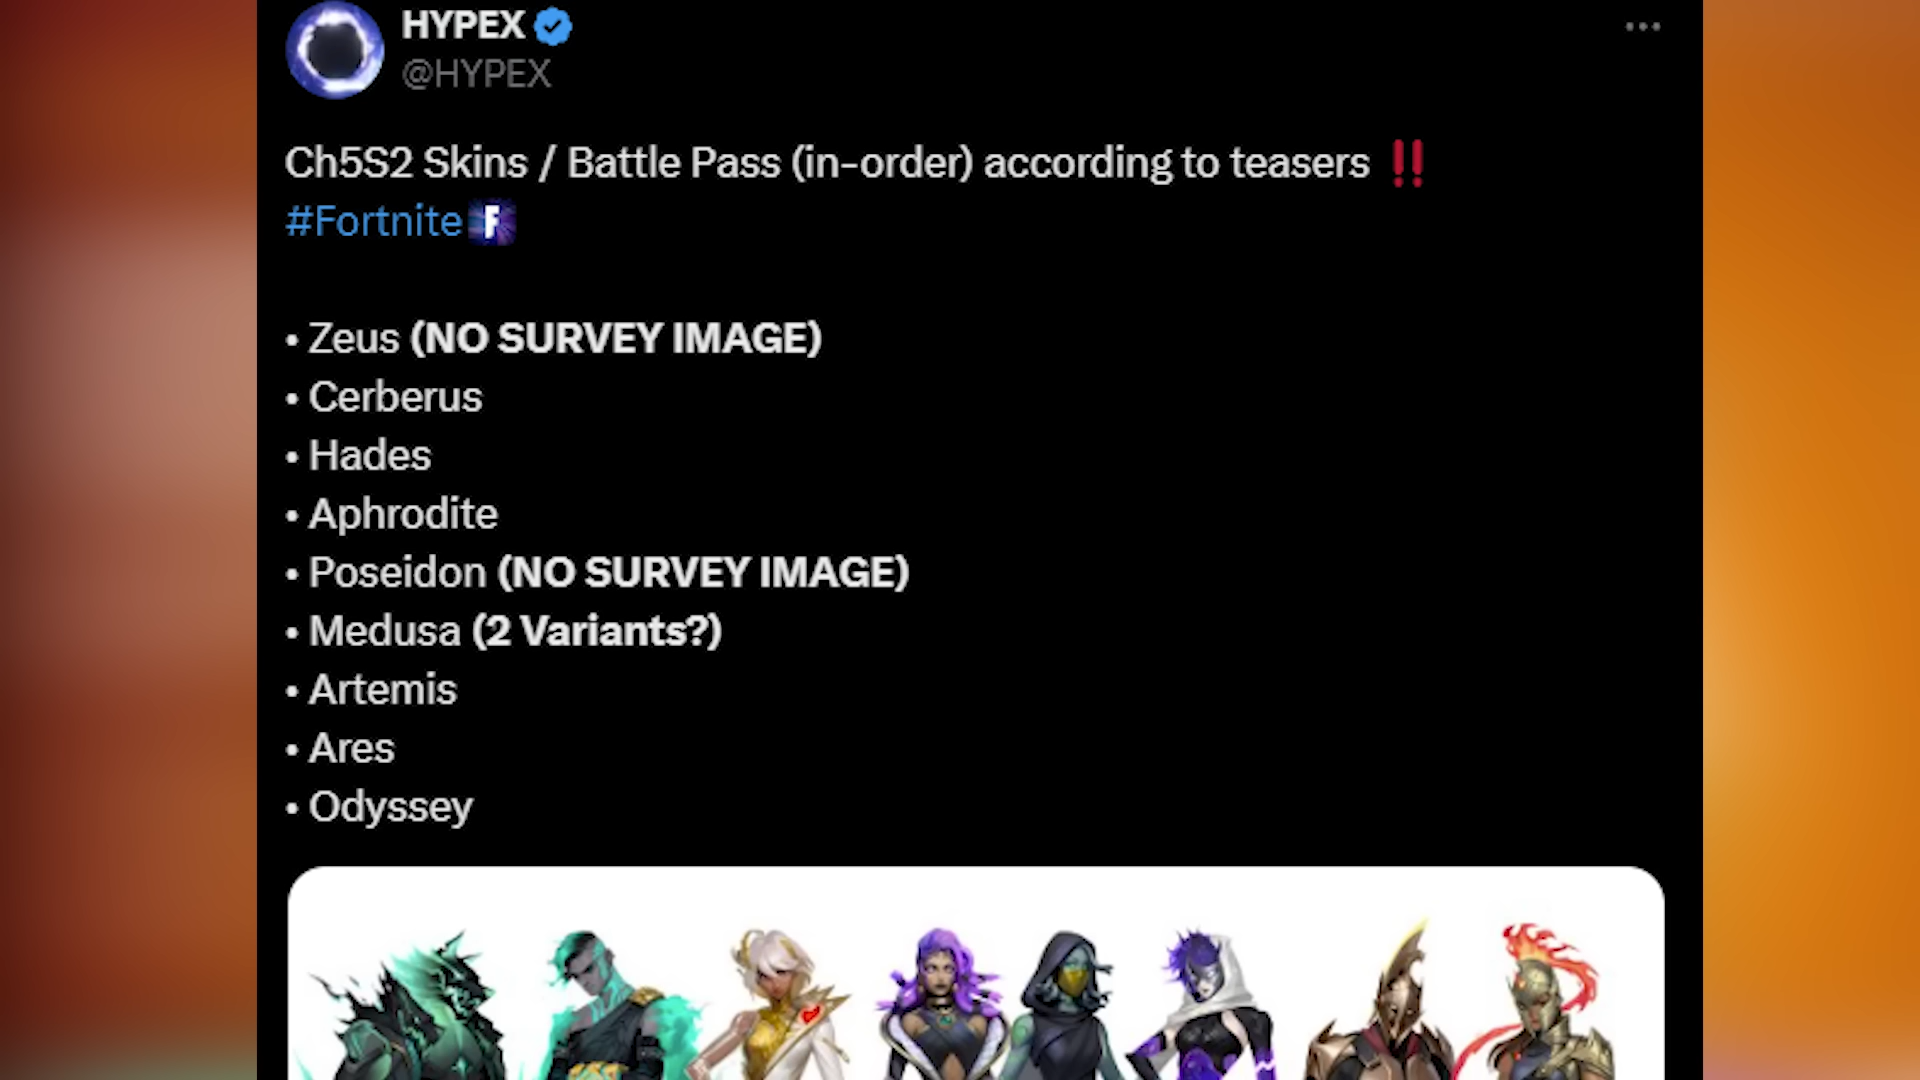 HYPEX
@HYPEX
Ch5S2 Skins / Battle Pass (in-order) according to teasers ‼️
#Fortnite F
• Zeus (NO SURVEY IMAGE)
• Cerberus
• Hades
• Aphrodite
• Poseidon (NO SURVEY IMAGE)
• Medusa (2 Variants?)
• Artemis
• Ares
• Odyssey